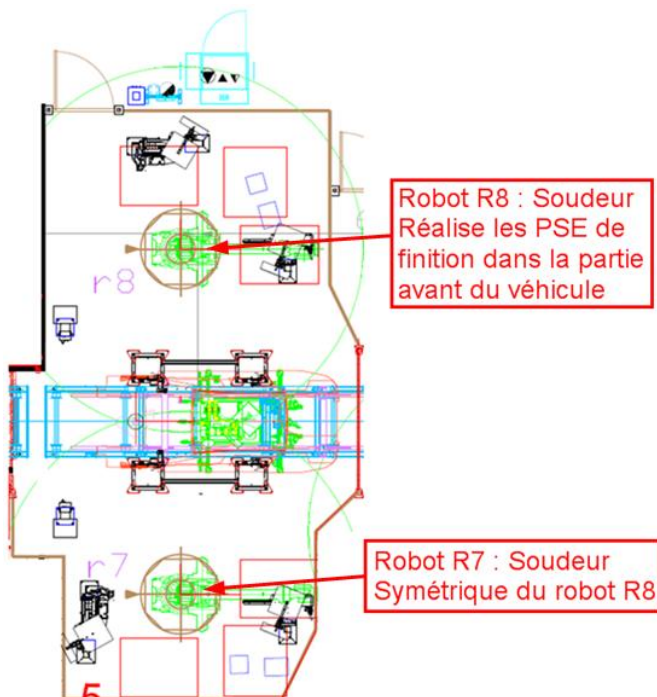 Robot R8 : Soudeur
Réalise les PSE de
finition dans la partie
avant du véhicule
r8
r7
Robot R7 : Soudeur
Symétrique du robot R8
5